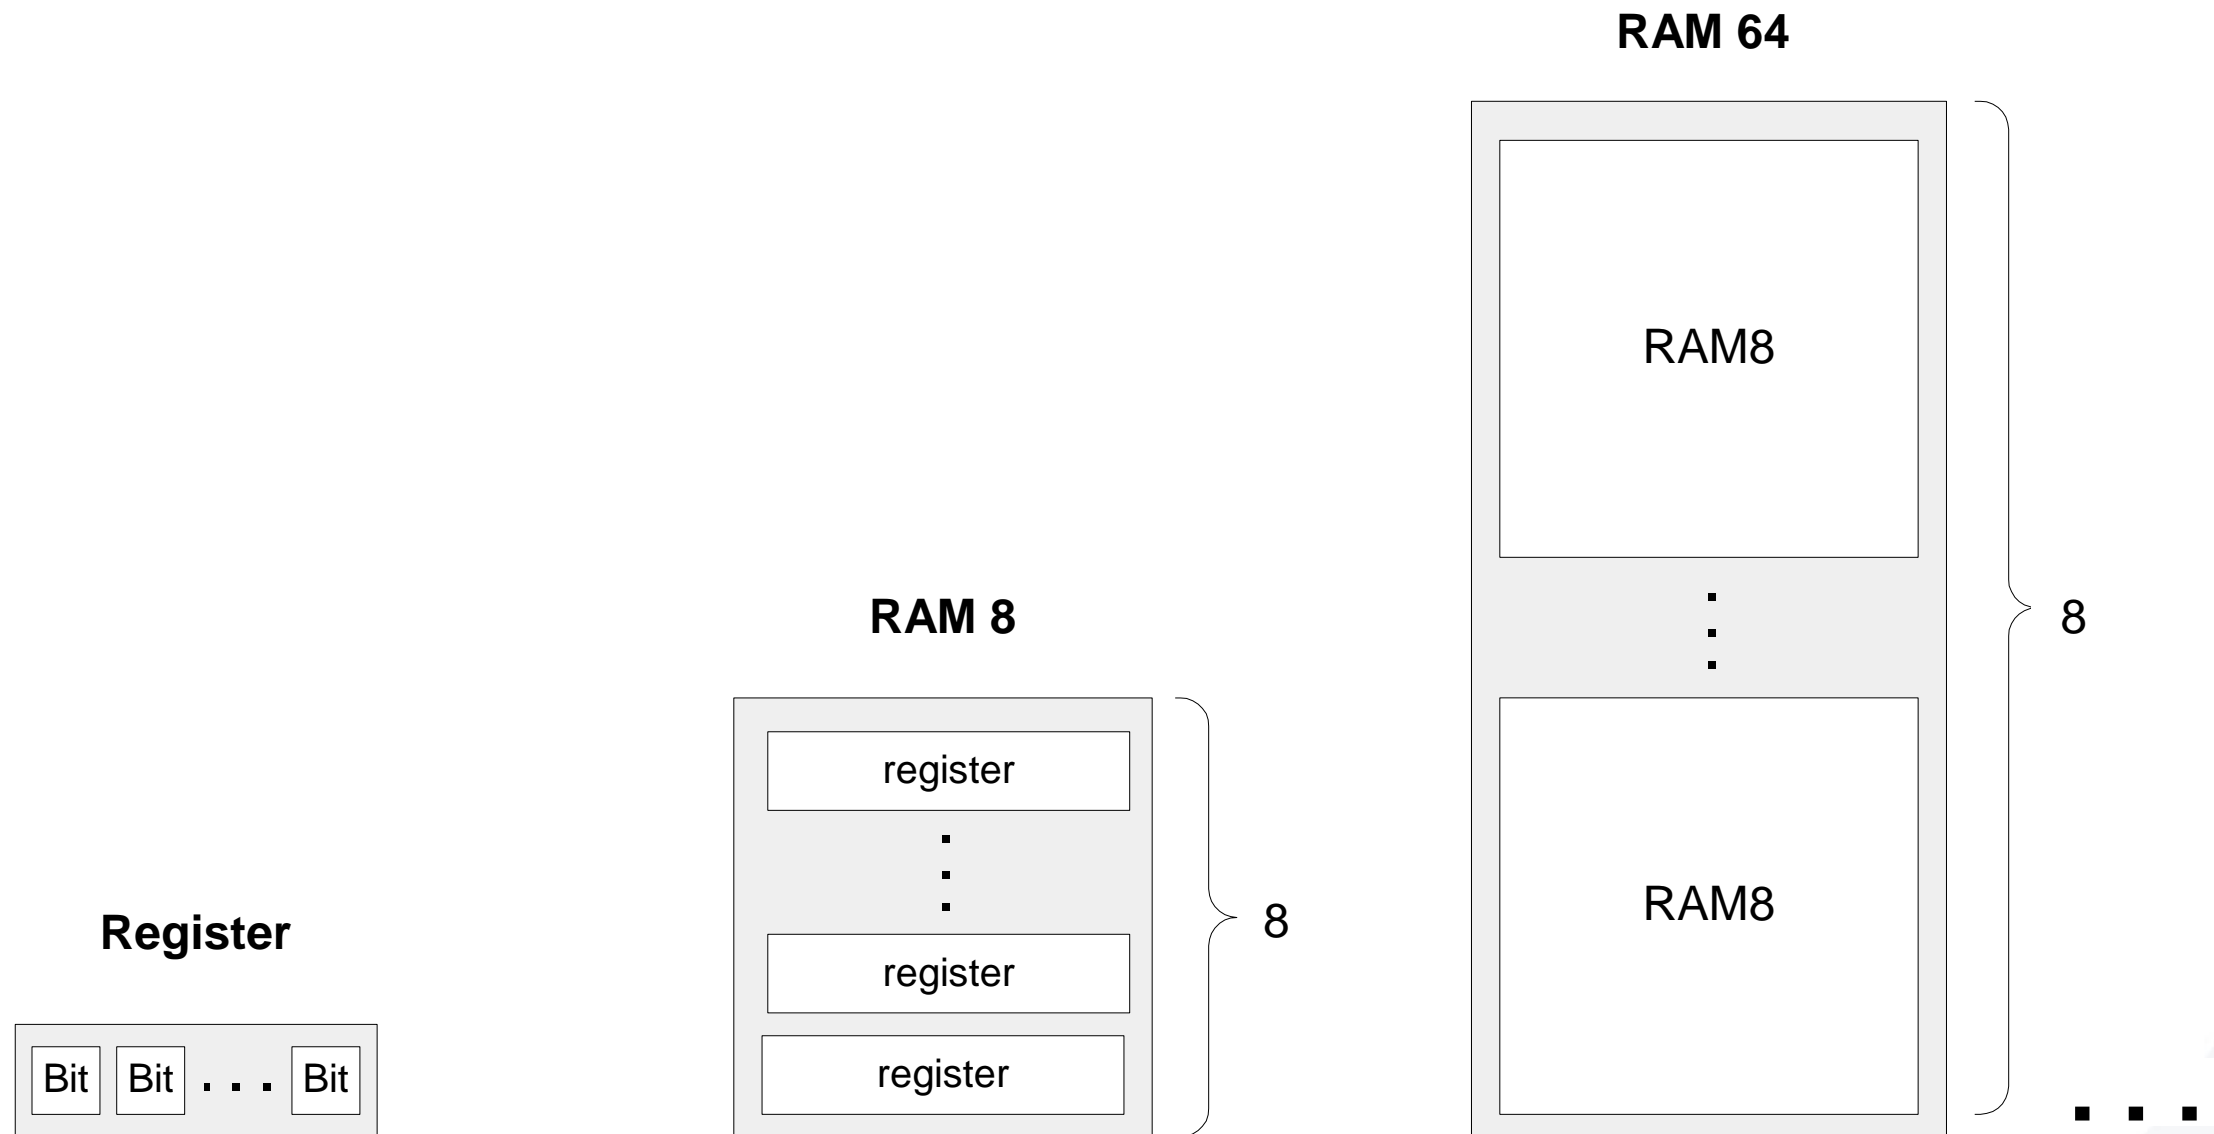 RAM 64
RAM8
8
RAM8
RAM 8
register
register
register
8
Register
Bit Bit . . . Bit
. . .